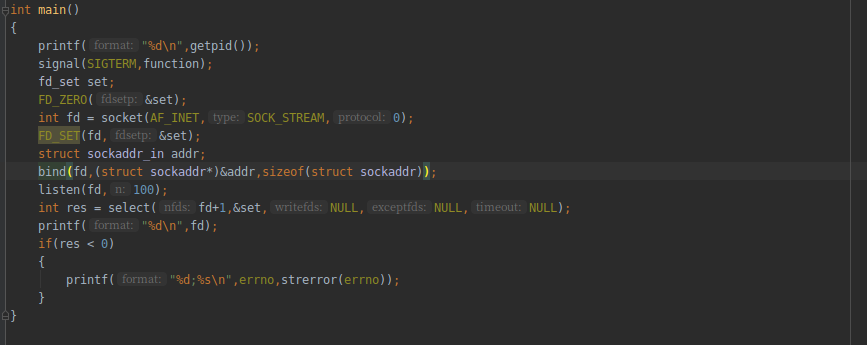 int main()
{
printf( format: "%d\n",getpid());
signal(SIGTERM,function);
fd_set set;
FD_ZERO( fdsetp: &set);
int fd = socket(AF_INET, type: SOCK_STREAM, protocol: 0);
FD_SET(fd, fdsetp: &set);
struct sockaddr_in addr;
bind(fd,(struct sockaddr*)&addr,sizeof(struct sockaddr));
listen(fd, n: 100);
int res = select( nfds: fd+1,&set, writefds: NULL, exceptfds: NULL, timeout: NULL);
printf( format: "%d\n",fd);
if(res < 0)
{
printf( format: "%d;%s\n",errno,strerror(errno));
}
}